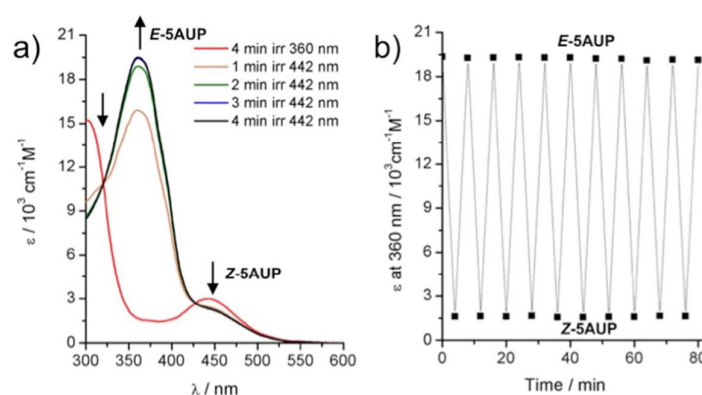 a)
E-5AUP
4 min irr 360 nm
1 min irr 442 nm
2 min irr 442 nm
3 min irr 442 nm
4 min irr 442 nm
Z-5AUP
21
18
15
12
9
6
3
0
ε / 10³ cm⁻¹M⁻¹
300 350 400 450 500 550 600
λ / nm
b)
E-5AUP
Z-5AUP
21
18
15
12
9
6
3
0
ε at 360 nm / 10³cm⁻¹M⁻¹
0 20 40 60 80
Time / min